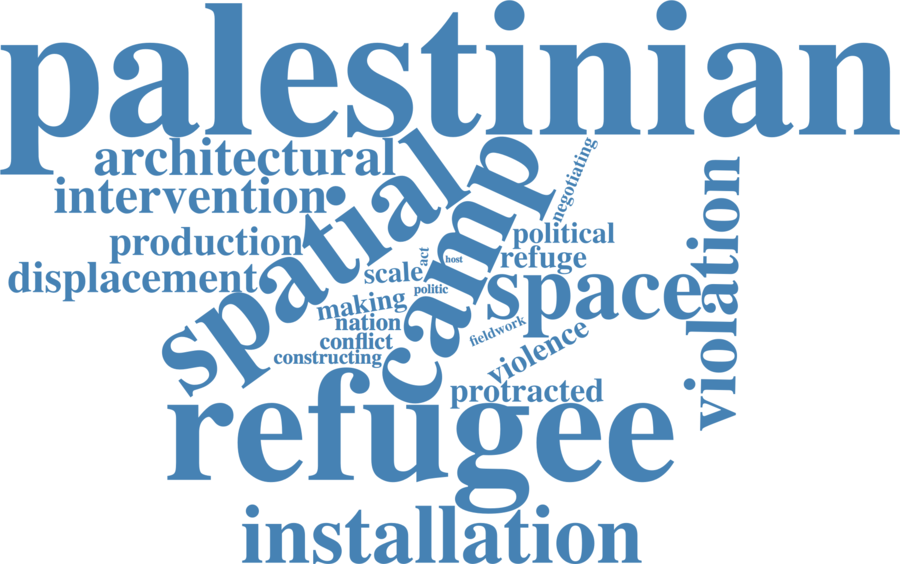 palestinian
architectural
intervention
spatial
camp
negotiating
violation
production
displacement
political
refuge
act
host
scale
politic
space
making
nation
conflict
constructing
fieldwork
violence
protracted
refugee
installation